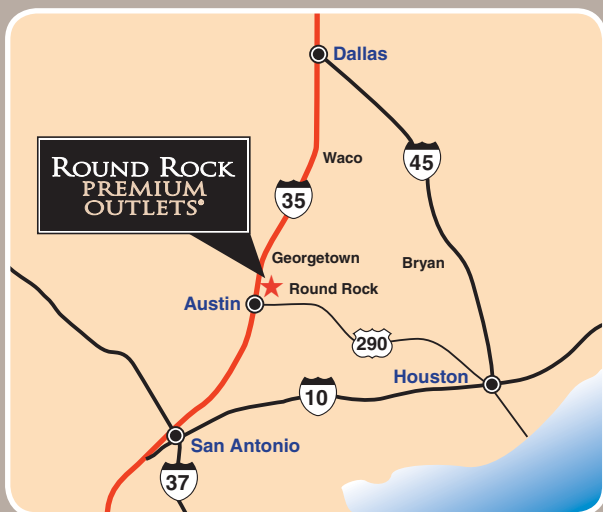 Dallas
Waco
45
ROUND ROCK
PREMIUM
OUTLETS®
35
Georgetown
Bryan
Round Rock
Austin
290
Houston
10
San Antonio
37